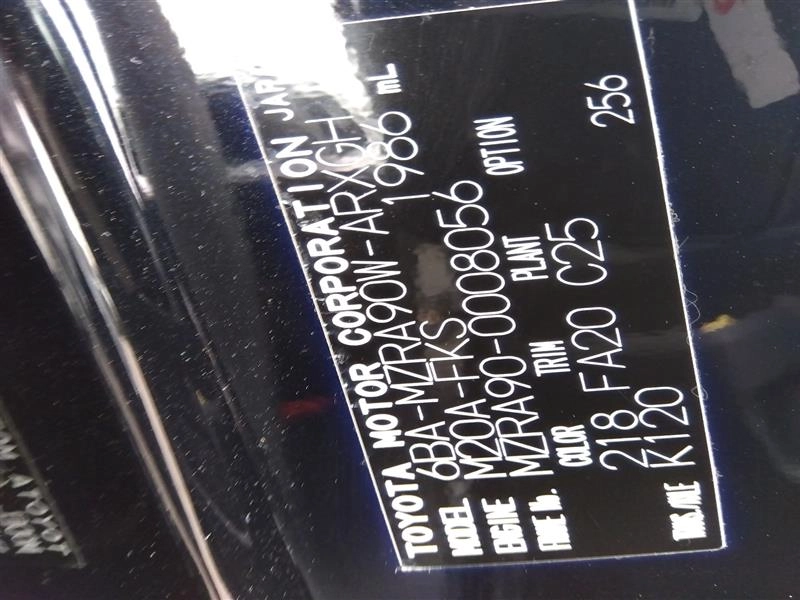 TOYOTA MOTOR CORPORATION JAPAN
MODEL 6BA-MZRA90W-ARXGH
ENGINE M20A-FKS 1986 mL
FRAME No. MZRA90-0008056
COLOR TRIM PLANT OPTION
218 FA20 C25 256
TRANS./AXLE K120